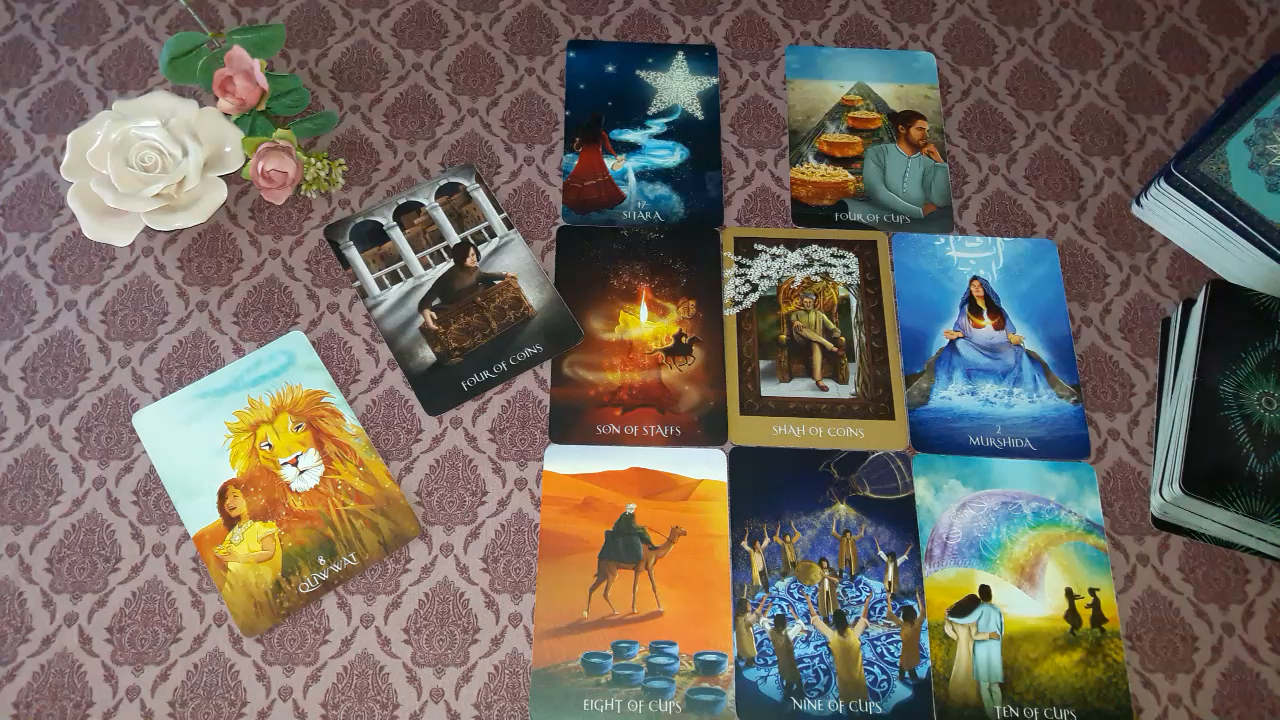 17
SITARA
FOUR OF CUPS
FOUR OF COINS
SON OF STAFFS
SHAH OF COINS
2
MURSHIDA
8
QUWWAT
EIGHT OF CUPS
NINE OF CUPS
TEN OF CUPS